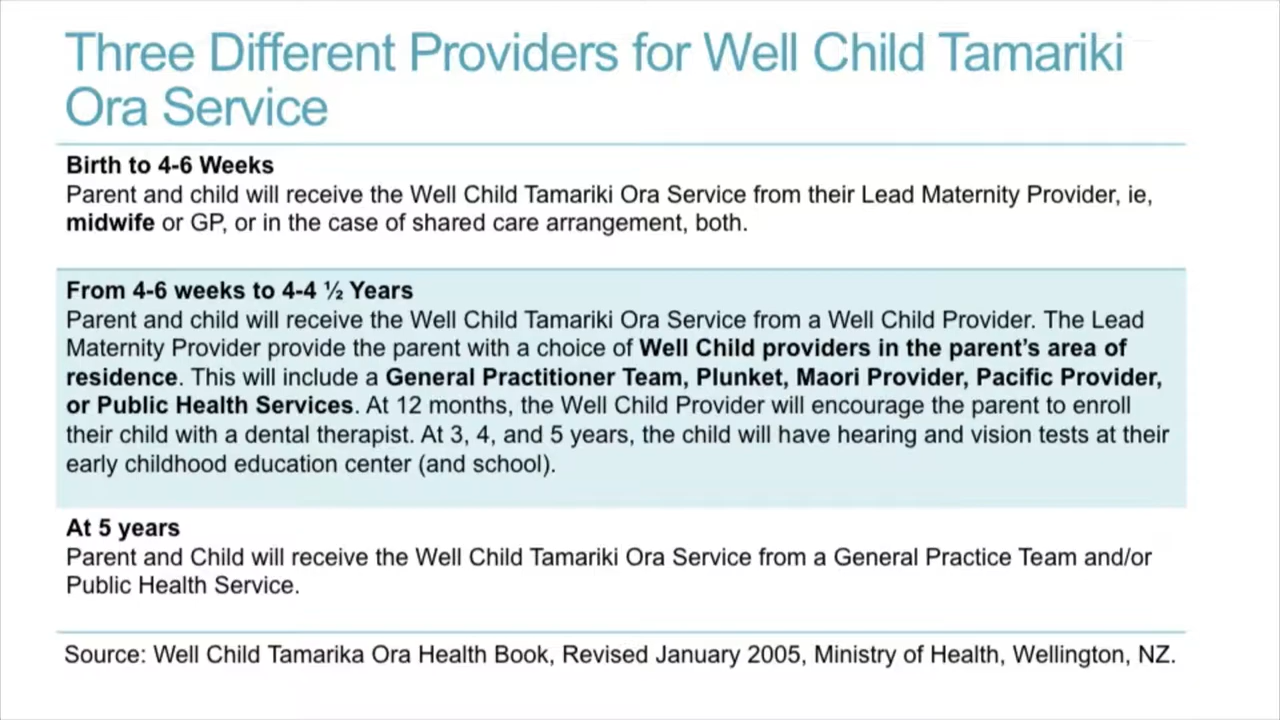 Three Different Providers for Well Child Tamariki
Ora Service
Birth to 4-6 Weeks
Parent and child will receive the Well Child Tamariki Ora Service from their Lead Maternity Provider, ie,
midwife or GP, or in the case of shared care arrangement, both.
From 4-6 weeks to 4-4 ½ Years
Parent and child will receive the Well Child Tamariki Ora Service from a Well Child Provider. The Lead
Maternity Provider provide the parent with a choice of Well Child providers in the parent’s area of
residence. This will include a General Practitioner Team, Plunket, Maori Provider, Pacific Provider,
or Public Health Services. At 12 months, the Well Child Provider will encourage the parent to enroll
their child with a dental therapist. At 3, 4, and 5 years, the child will have hearing and vision tests at their
early childhood education center (and school).
At 5 years
Parent and Child will receive the Well Child Tamariki Ora Service from a General Practice Team and/or
Public Health Service.
Source: Well Child Tamarika Ora Health Book, Revised January 2005, Ministry of Health, Wellington, NZ.